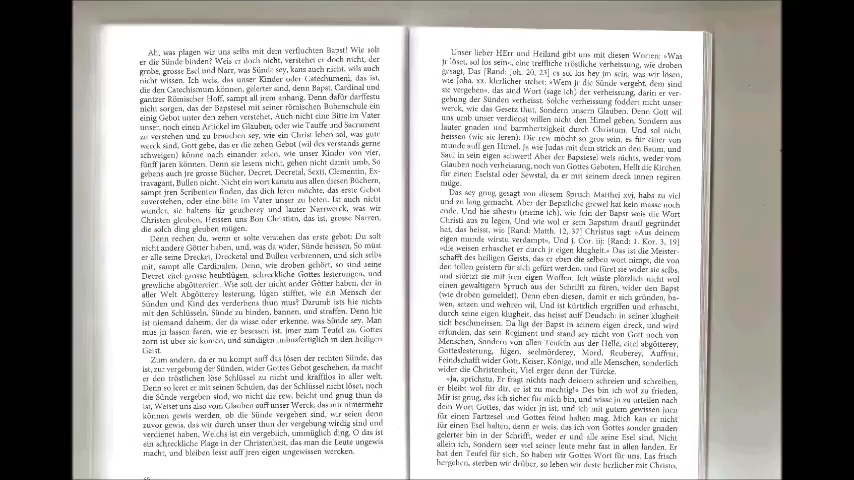 Ah, was plagen wir uns selbs mit dem verfluchten Bapst! Wie solt
er die Sünde binden? Weis er doch nicht, verstehet er doch nicht, der
grobe, grosse Esel und Narr, was Sünde sey, kans auch nicht, wils auch
nicht wissen. Ich weis, das unser Kinder oder Catechumeni, das ist,
die den Catechismum können, gelerter sind, denn Bapst, Cardinal und
gantzer Römischer Hoff, sampt all jrem anhang. Denn dafür darffestu
nicht sorgen, das der Bapstesel mit seiner römischen Bubenschule ein
einig Gebot unter den zehen verstehet, Auch nicht eine Bitte im Vater
unser, noch einen Artickel im Glauben, oder wie Tauffe und Sacrament
zu verstehen und zu brauchen sey, wie ein Christ leben sol, was gute
werck sind, Gott gebe, das er die zehen Gebot (wil des verstands gerne
schweigen) könne nach einander zelen, wie unser Kinder von vier,
fünff jaren können. Denn sie lesens nicht, gehen nicht damit umb, So
gebens auch jre grosse Bücher, Decret, Decretal, Sexti, Clementin, Ex-
travagant, Bullen nicht. Nicht ein wort kanstu aus allen diesen Büchern,
sampt jren Scribenten finden, das dich leren möchte, das erste Gebot
zuverstehen, oder eine bitte im Vater unser zu beten. Ist auch nicht
wunder, sie haltens für geucherey und lauter Narrwerck, was wir
Christen gleuben, Heissens uns Bon Christian, das ist, grosse Narren,
die solch ding gleuben mügen.
Denn rechen du, wenn er solte verstehen das erste gebot: Du solt
nicht andere Götter haben, und, was da wider, Sünde heissen, So müst
er alle seine Drecket, Drecketal und Bullen verbrennen, und sich selbs
mit, sampt alle Cardinalen. Denn, wie droben gehört, so sind seine
Decret eitel grosse heubtlügen, schreckliche Gottes lesterungen, und
grewliche abgöttereien. Wie solt der nicht ander Götter haben, der in
aller Welt Abgötterey lesterung, lügen stifftet, wie ein Mensch der
Sünden und Kind des verderbens thun mus? Darumb ists hie nichts
mit den Schlüsseln, Sünde zu binden, bannen, und straffen, Denn hie
ist niemand daheim, der da wisse oder erkenne, was Sünde sey. Man
mus ja lassen faren, wie er besessen ist, jmer zum Teufel zu, Gottes
zorn ist uber sie komen, und sündigen unbusfertiglich in den heiligen
Geist.
Zum andern, da er nu kompt auff das lösen der rechten Sünde, das
ist, zur vergebung der Sünden, wider Gottes Gebot geschehen, da macht
er den tröstlichen löse Schlüssel zu nicht und krafftlos in aller welt.
Denn so leret er mit seinen Schulen, das der Schlüssel nicht löset, noch
die Sünde vergeben sind, wo nicht die rew, beicht und gnug thun da
ist, Weiset uns also vom Glauben auff unser Werck, das mir nimermehr
können gewis werden, ob die Sünde vergeben sind, wir seien denn
zuvor gewis, das wir durch unser thun der vergebung wirdig sind und
verdienet haben, Welchs ist ein vergeblich, unmüglich ding. O das ist
ein schreckliche Plage in der Christenheit, das man die Leute ungewis
macht, und bleiben lesst auff jren eigen ungewissen wercken.
Unser lieber HErr und Heiland gibt uns mit diesen Worten: »Was
jr löset, sol los sein«, eine treffliche tröstliche verheissung, wie droben
gesagt, Das [Rand: Joh. 20, 23] es sol los hey jm sein, was wir lösen,
wie Joha. xx. klerlicher stehet: »Wem jr die Sünde vergebt, dem sind
sie vergeben«. das sind Wort (sage ich) der verheissung, darin er ver-
gebung der Sünden verheisst. Solche verheissung foddert nicht unser
werck, wie das Gesetz thut, Sondern unsern Glauben. Denn Gott wil
uns umb unser verdienst willen nicht den Himel geben, Sondern aus
lauter gnaden und barmhertzigkeit durch Christum. Und sol nicht
heissen (wie sie leren): Die rew möcht so gros sein, es für einer von
munde auff gen Himel. Ja wie Judas mit dem strick an den Baum, und
Saul in sein eigen schwert! Aber der Bapstesel weis nichts, weder vom
Glauben noch verheissung, noch von Gottes Geboten, Hellt die Kirchen
für einen Eselstal oder Sewstal, da er mit seinem dreck innen regiren
müge.
Das sey gnug gesagt von diesem Spruch Matthei xvj, habs zu viel
und zu lang gemacht, Aber der Bepstliche grewel hat kein masse noch
ende, Und hie sihestu (meine ich), wie fein der Bapst weis die Wort
Christi aus zu legen, Und wie wol er sein Bapstum drauff gegründet
hat, das heisst, wie [Rand: Matth. 12, 37] Christus sagt: »Aus deinem
eigen munde wirstu verdampt«, Und j. Cor. iij: [Rand: 1. Kor. 3, 19]
»die weisen erhaschet er durch jr eigen klugheit.« Das ist die Meister-
schafft des heiligen Geists, das er eben die selben wort nimpt, die von
den tollen geistern für sich gefürt werden, und füret sie wider sie selbs,
und störtzt sie mit jren eigen Waffen. Ich wüste pletzlich nicht wol
einen gewaltigern Spruch aus der Schrifft zu füren, wider den Bapst
(wie droben gemeldet), Denn eben diesen, damit er sich gründen, ba-
wen, setzen und wehren wil, Und ist kürtzlich ergriffen und erhascht,
durch seine eigen klugheit, das heisst auff Deudsch: in seiner klugheit
sich beschmeissen. Da ligt der Bapst in seinem eigen dreck, und wird
erfunden, das sein Regiment und stand sey nicht von Gott noch von
Menschen, Sondern von allen Teufeln aus der Helle, eitel abgötterey,
Gotteslesterung, lügen, seelmörderey, Mord, Reuberey, Auffrur,
Feindschafft wider Gott, Keiser, Könige, und alle Menschen, sonderlich
wider die Christenheit, Viel erger denn der Türcke.
»Ja, sprichstu, Er fragt nichts nach deinem schreien und schreiben,
er bleibt wol für dir, er ist zu mechtig!« Des bin ich wol zu frieden,
Mir ist gnug, das ich sicher für mich bin, und wisse ja zu urteilen nach
dem Wort Gottes, das wider jn ist, und ich mit gutem gewissen jocn
für einen Fartzesel und Gottes feind halten mag. Mich kan er nicht
für einen Esel halten, denn er weis, das ich von Gottes sonder gnaden
gelerter bin in der Schrifft, weder er und alle seine Esel sind. Nicht
allein ich, Sondern seer viel seiner leute mehr fast in allen landen. Er
hat den Teufel für sich, So haben wir Gottes Wort für uns. Las frisch
hergehen, sterben wir drüber, so leben wir deste herlicher mit Christo,